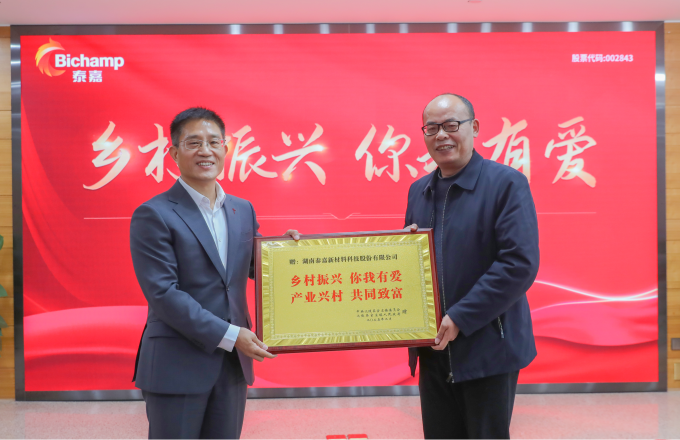 Bichamp
泰嘉
股票代码:002843
乡村振兴 你我有爱
赠：湖南泰嘉新材料科技股份有限公司
乡村振兴 你我有爱
产业兴村 共同致富